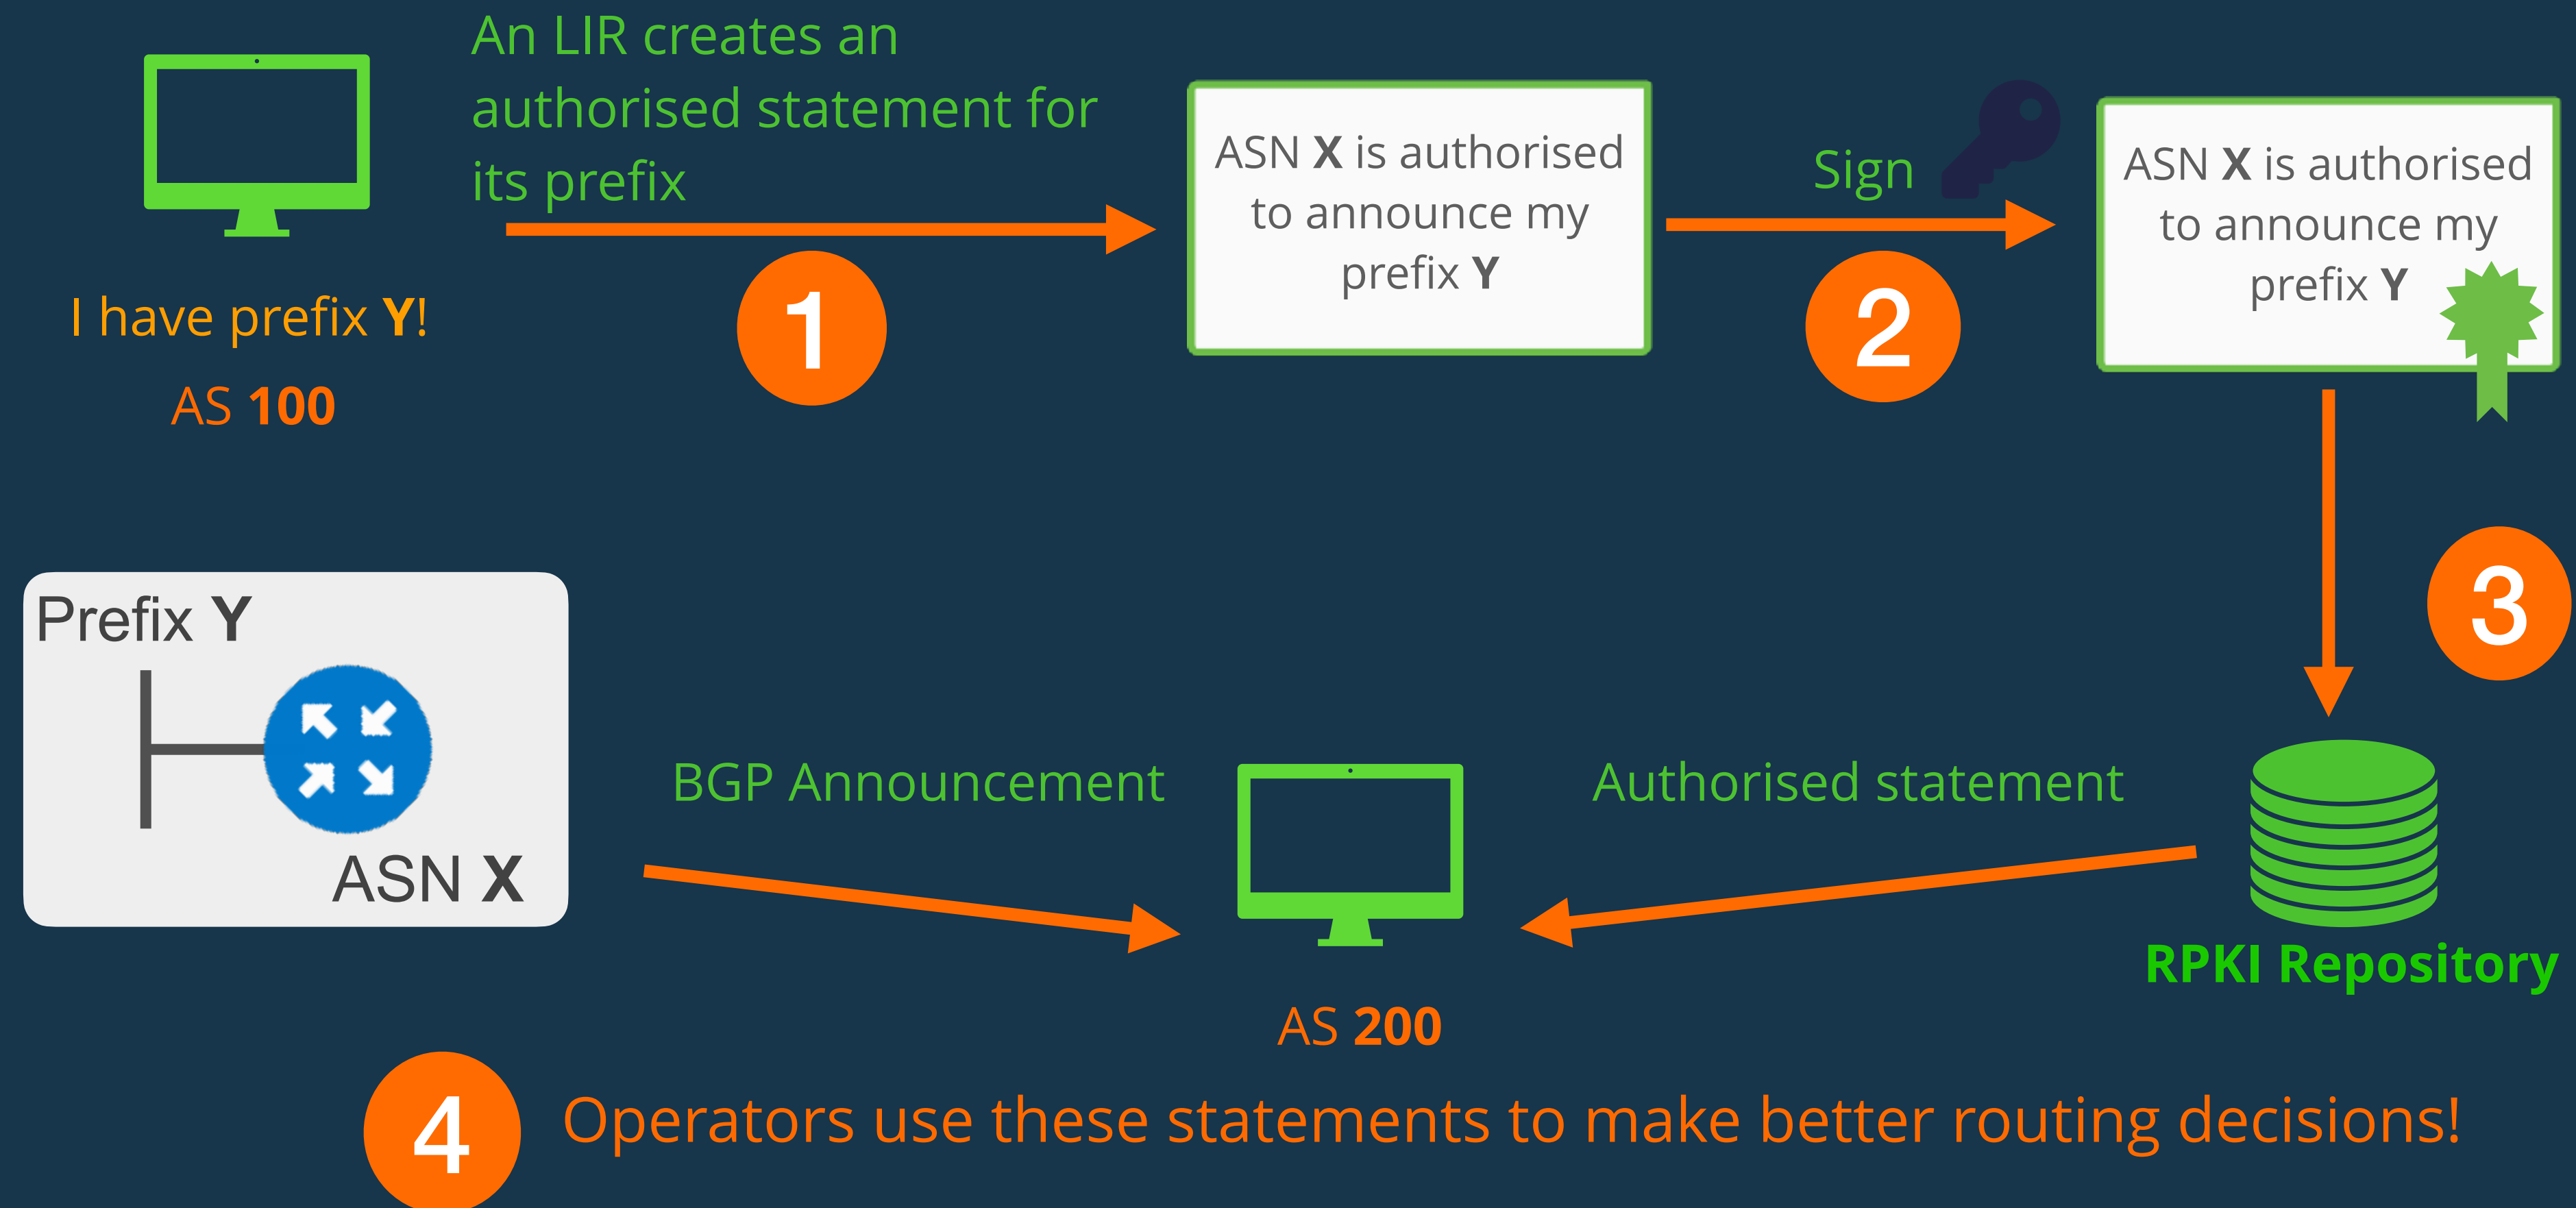 An LIR creates an
authorised statement for
its prefix
I have prefix Y!
AS 100
1
ASN X is authorised
to announce my
prefix Y
Sign
2
ASN X is authorised
to announce my
prefix Y
3
Prefix Y
ASN X
BGP Announcement
AS 200
Authorised statement
RPKI Repository
4
Operators use these statements to make better routing decisions!